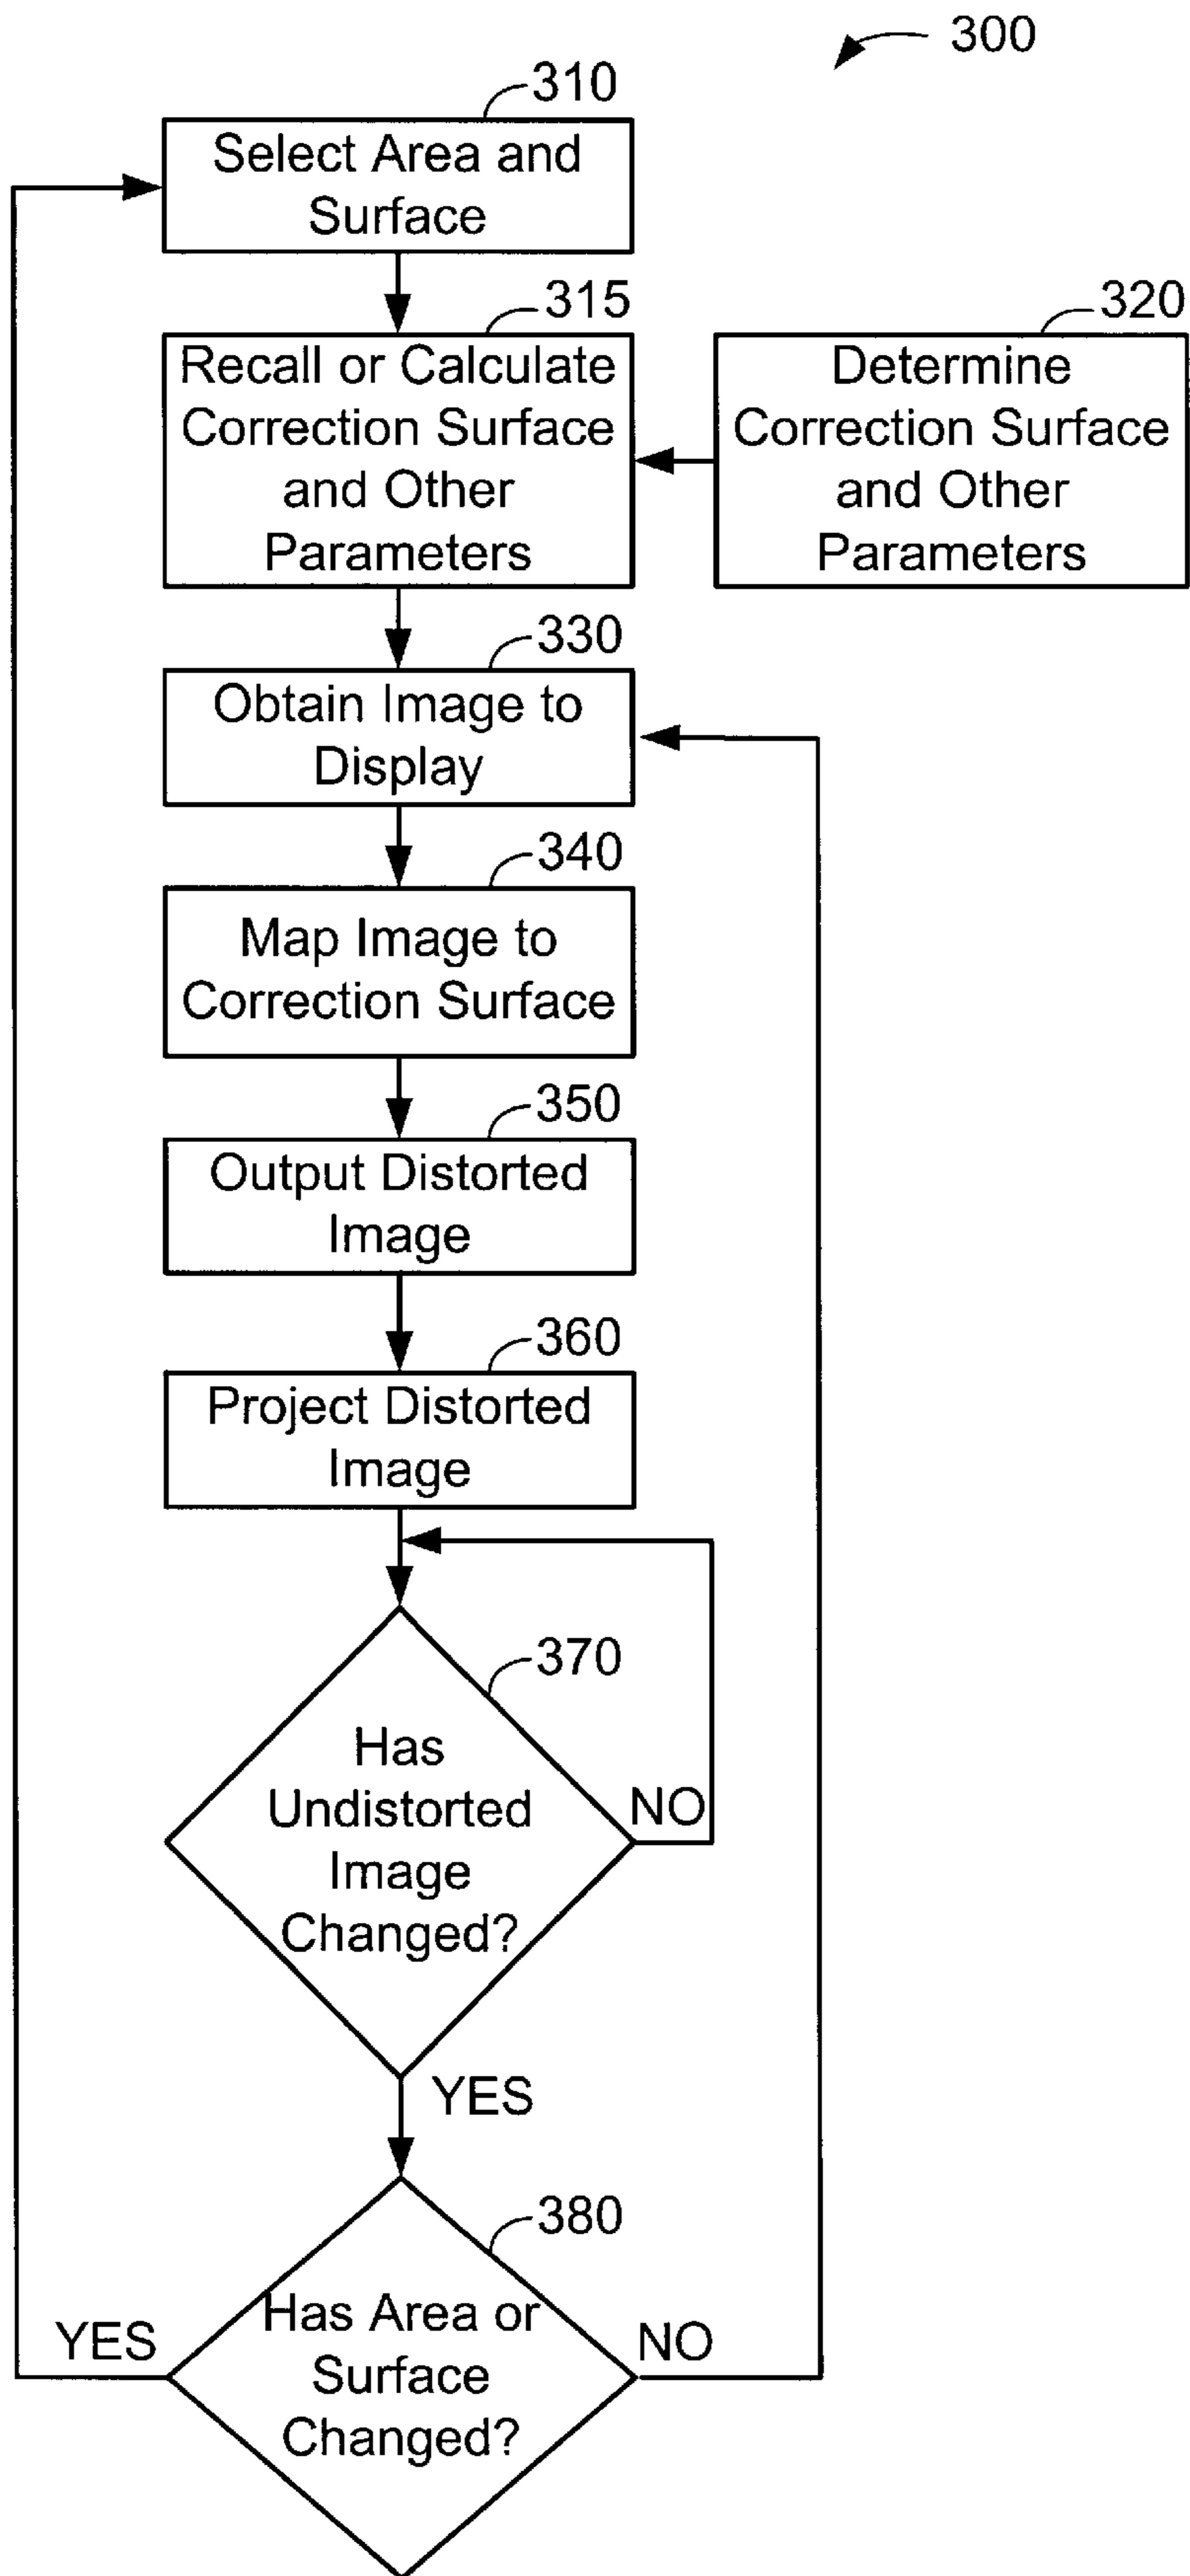 300
310
Select Area and
Surface
315
Recall or Calculate
Correction Surface
and Other
Parameters
320
Determine
Correction Surface
and Other
Parameters
330
Obtain Image to
Display
340
Map Image to
Correction Surface
350
Output Distorted
Image
360
Project Distorted
Image
370
Has
Undistorted
Image
Changed?
NO
YES
380
Has Area or
Surface
Changed?
YES
NO